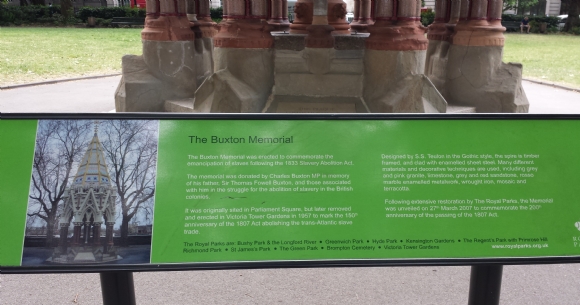 The Buxton Memorial
The Buxton Memorial was erected to commemorate the
emancipation of slaves following the 1833 Slavery Abolition Act.
The memorial was donated by Charles Buxton MP in memory
of his father, Sir Thomas Fowell Buxton, and those associated
with him in the struggle for the abolition of slavery in the British
colonies.
It was originally sited in Parliament Square, but later removed
and erected in Victoria Tower Gardens in 1957 to mark the 150th
anniversary of the 1807 Act abolishing the trans-Atlantic slave
trade.
Designed by S.S. Teulon in the Gothic style, the spire is timber
framed, and clad with enamelled sheet steel. Many different
materials and decorative techniques are used, including grey
and pink granite, limestone, grey and red sandstone, rosso
marble enamelled metalwork, wrought iron, mosaic and
terracotta.
Following extensive restoration by The Royal Parks, the Memorial
was unveiled on 27th March 2007 to commemorate the 200th
anniversary of the passing of the 1807 Act.
The Royal Parks are: Bushy Park & the Longford River • Greenwich Park • Hyde Park • Kensington Gardens • The Regent's Park with Primrose Hill
Richmond Park • St James's Park • The Green Park • Brompton Cemetery • Victoria Tower Gardens
www.royalparks.org.uk